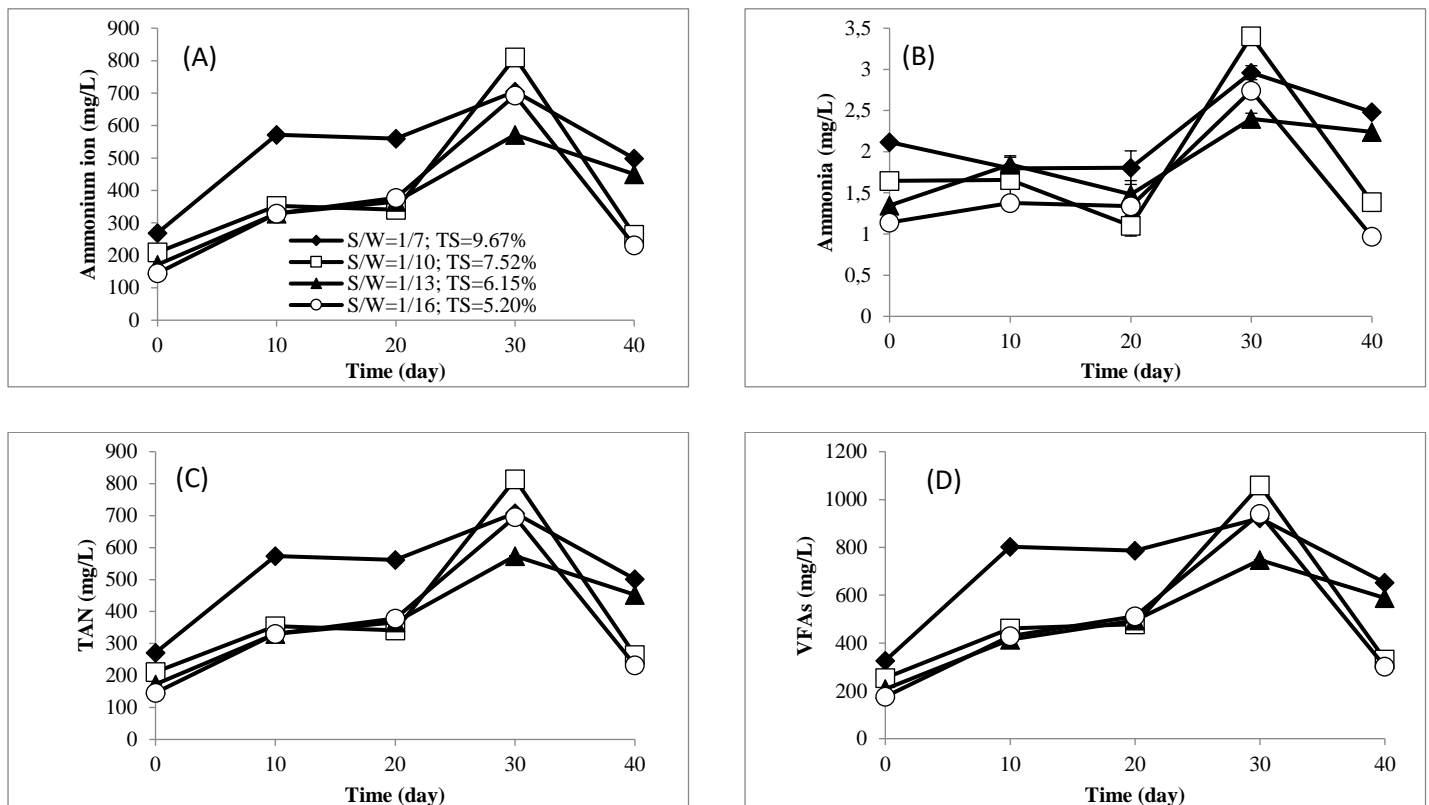 (A)
Ammonium ion (mg/L)
900
800
700
600
500
400
300
200
100
0
S/W=1/7; TS=9.67%
S/W=1/10; TS=7.52%
S/W=1/13; TS=6.15%
S/W=1/16; TS=5.20%
0 10 20 30 40
Time (day)
(B)
Ammonia (mg/L)
3,5
3
2,5
2
1,5
1
0,5
0
0 10 20 30 40
Time (day)
(C)
TAN (mg/L)
900
800
700
600
500
400
300
200
100
0
0 10 20 30 40
Time (day)
(D)
VFAs (mg/L)
1200
1000
800
600
400
200
0
0 10 20 30 40
Time (day)